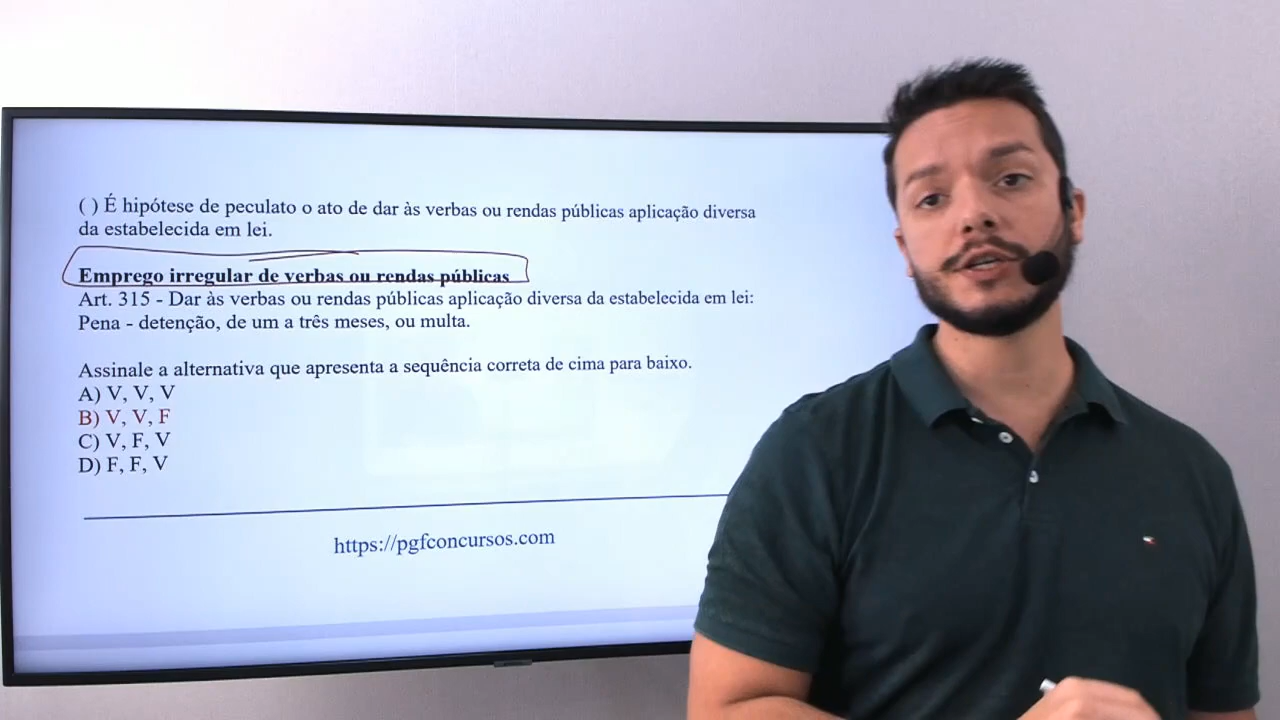 ( ) É hipótese de peculato o ato de dar às verbas ou rendas públicas aplicação diversa
da estabelecida em lei.
Emprego irregular de verbas ou rendas públicas
Art. 315 - Dar às verbas ou rendas públicas aplicação diversa da estabelecida em lei:
Pena - detenção, de um a três meses, ou multa.
Assinale a alternativa que apresenta a sequência correta de cima para baixo.
A) V, V, V
B) V, V, F
C) V, F, V
D) F, F, V
https://pgfconcursos.com